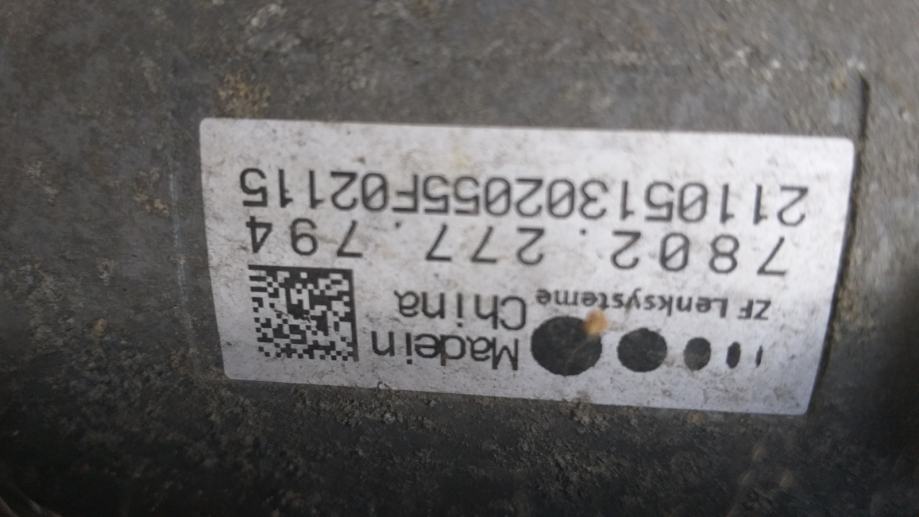 Made in
ZF Lenksysteme China
7802.277.794
211051302055F02115